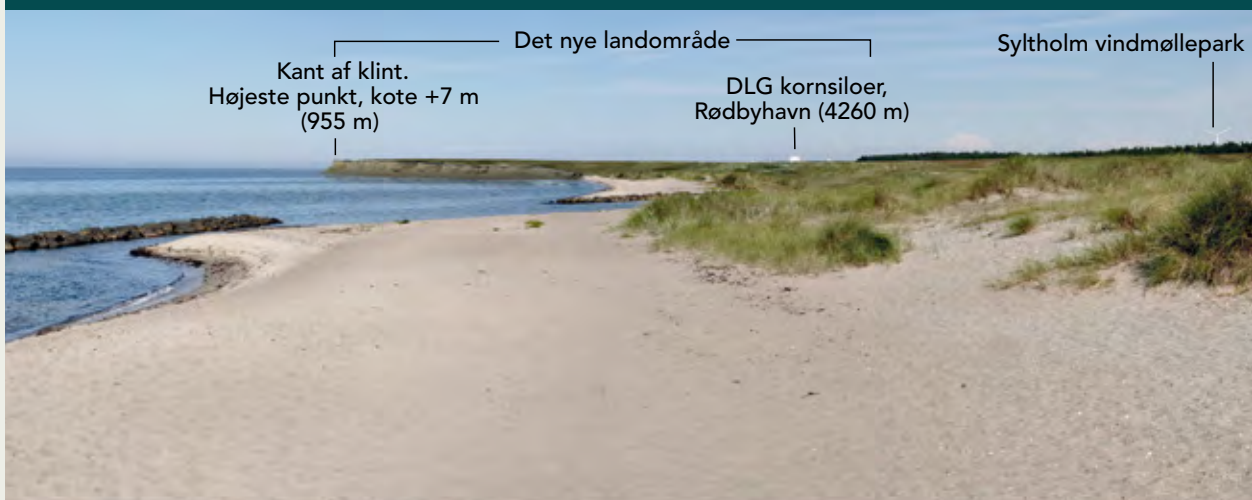 Det nye landområde
Kant af klint.
Højeste punkt, kote +7 m
(955 m)
DLG kornsiloer,
Rødbyhavn (4260 m)
Syltholm vindmøllepark